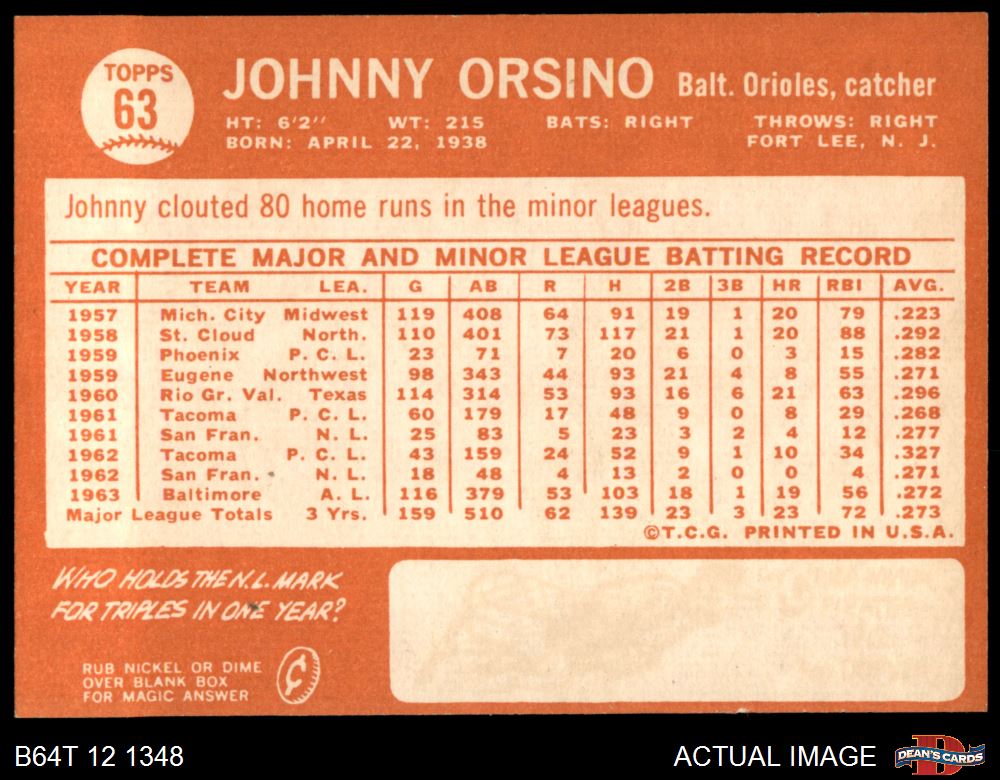 TOPPS
63
JOHNNY ORSINO Balt. Orioles, catcher
HT: 6'2" WT: 215 BATS: RIGHT THROWS: RIGHT
BORN: APRIL 22, 1938 FORT LEE, N. J.
Johnny clouted 80 home runs in the minor leagues.
COMPLETE MAJOR AND MINOR LEAGUE BATTING RECORD
YEAR TEAM LEA. G AB R H 2B 3B HR RBI AVG.
1957 Mich. City Midwest 119 408 64 91 19 1 20 79 .223
1958 St. Cloud North. 110 401 73 117 21 1 20 88 .292
1959 Phoenix P. C. L. 23 71 7 20 6 0 3 15 .282
1959 Eugene Northwest 98 343 44 93 21 4 8 55 .271
1960 Rio Gr. Val. Texas 114 314 53 93 16 6 21 63 .296
1961 Tacoma P. C. L. 60 179 17 48 9 0 8 29 .268
1961 San Fran. N. L. 25 83 5 23 3 2 4 12 .277
1962 Tacoma P. C. L. 43 159 24 52 9 1 10 34 .327
1962 San Fran. N. L. 18 48 4 13 2 0 0 4 .271
1963 Baltimore A. L. 116 379 53 103 18 1 19 56 .272
Major League Totals 3 Yrs. 159 510 62 139 23 3 23 72 .273
©T.C.G. PRINTED IN U.S.A.
WHO HOLDS THE N.L. MARK
FOR TRIPLES IN ONE YEAR?
RUB NICKEL OR DIME
OVER BLANK BOX
FOR MAGIC ANSWER
¢
B64T 12 1348 ACTUAL IMAGE DEAN'S CARDS